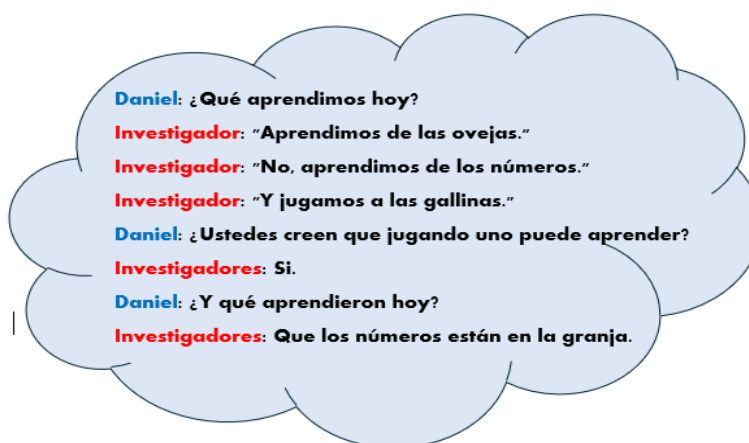 Daniel: ¿Qué aprendimos hoy?
Investigador: "Aprendimos de las ovejas."
Investigador: "No, aprendimos de los números."
Investigador: "Y jugamos a las gallinas."
Daniel: ¿Ustedes creen que jugando uno puede aprender?
Investigadores: Si.
Daniel: ¿Y qué aprendieron hoy?
Investigadores: Que los números están en la granja.